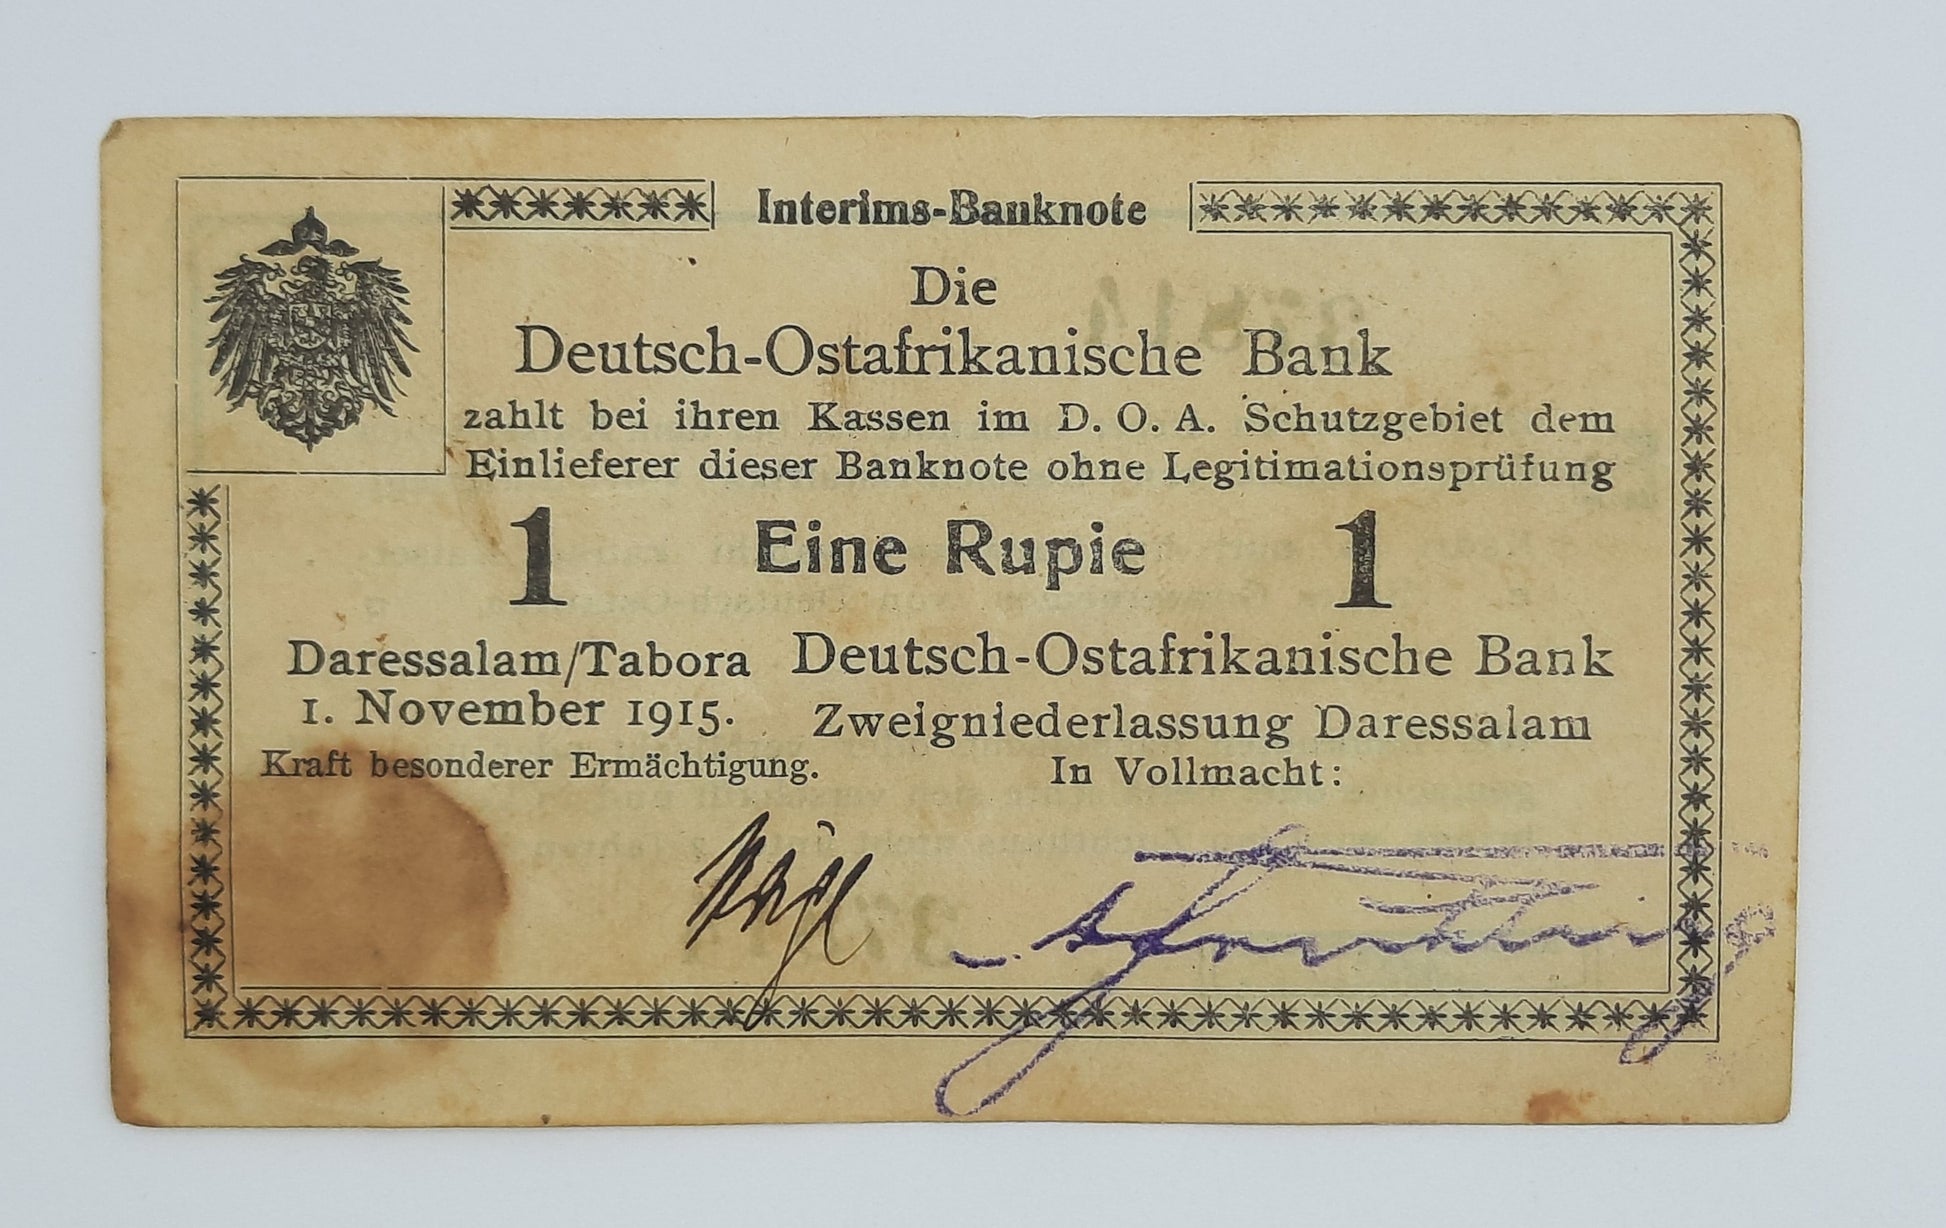 Interims-Banknote
Die
Deutsch-Ostafrikanische Bank
zahlt bei ihren Kassen im D. O. A. Schutzgebiet dem
Einlieferer dieser Banknote ohne Legitimationsprüfung
1 Eine Rupie 1
Daressalam/Tabora
1. November 1915.
Kraft besonderer Ermächtigung.
Deutsch-Ostafrikanische Bank
Zweigniederlassung Daressalam
In Vollmacht: